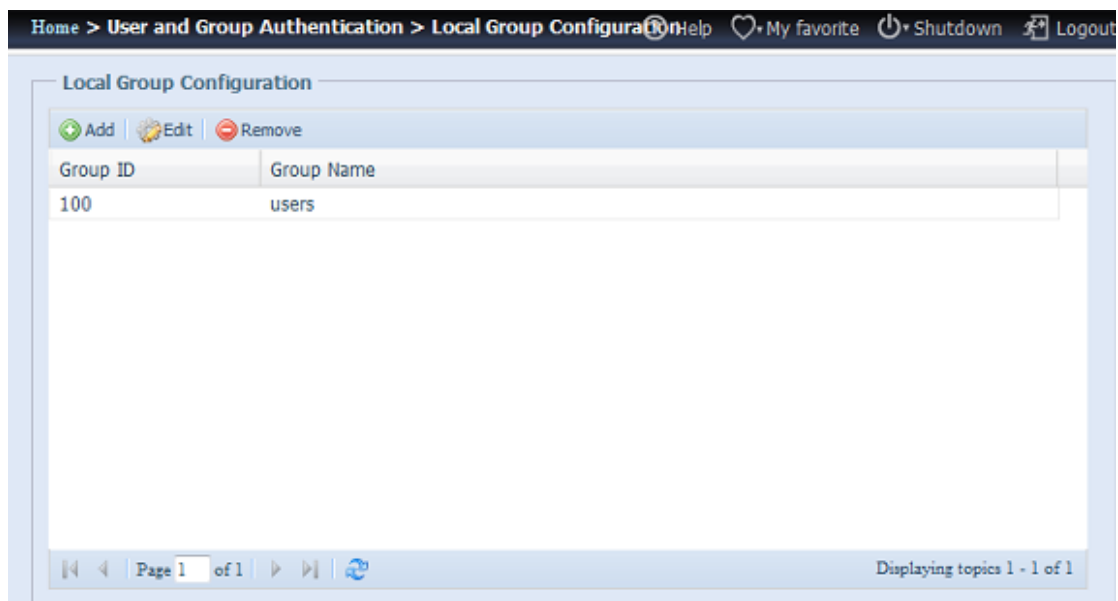 Home > User and Group Authentication > Local Group Configuration Help My favorite Shutdown Logout
Local Group Configuration
Add Edit Remove
Group ID Group Name
100 users
Page 1 of 1 Displaying topics 1 - 1 of 1